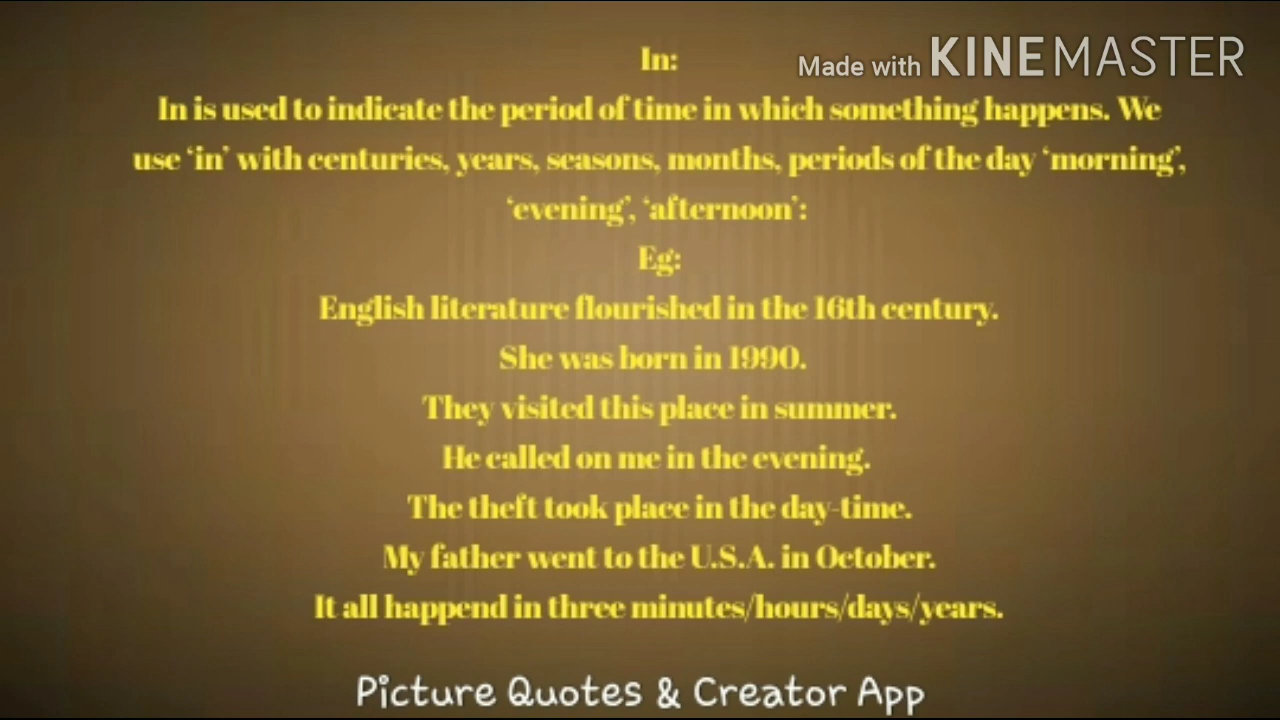 In:
Made with KINEMASTER
In is used to indicate the period of time in which something happens. We
use ‘in’ with centuries, years, seasons, months, periods of the day ‘morning’,
‘evening’, ‘afternoon’:
Eg:
English literature flourished in the 16th century.
She was born in 1990.
They visited this place in summer.
He called on me in the evening.
The theft took place in the day-time.
My father went to the U.S.A. in October.
It all happend in three minutes/hours/days/years.
Picture Quotes & Creator App